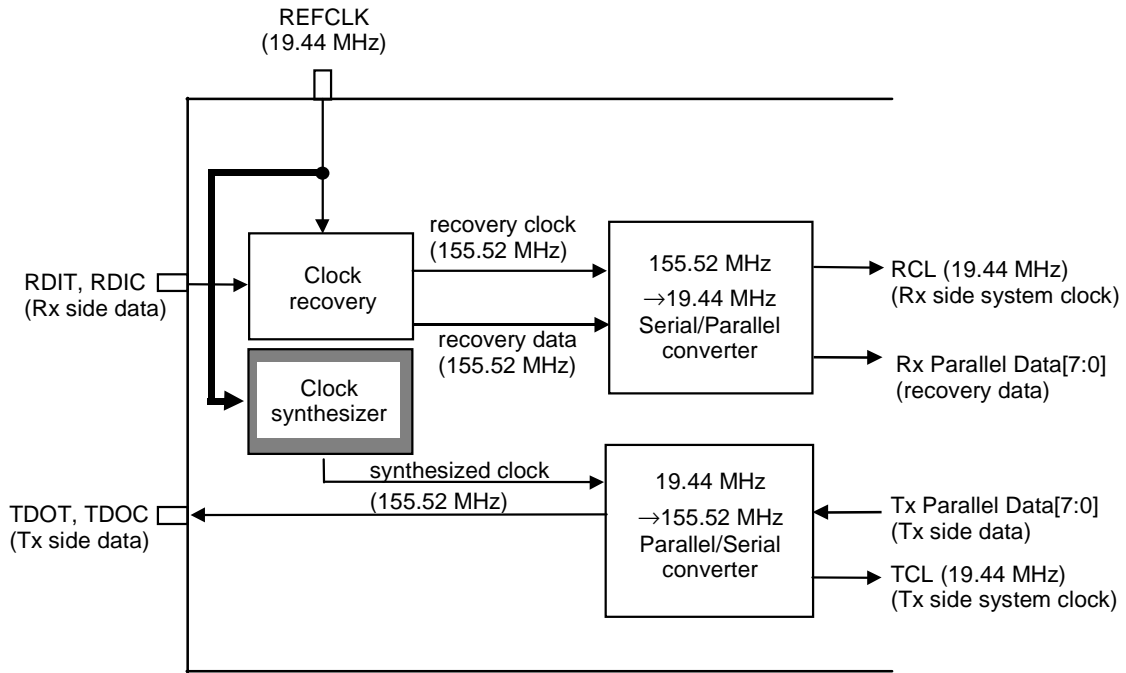 REFCLK
(19.44 MHz)
recovery clock
(155.52 MHz)
Clock
recovery
RDIT, RDIC
(Rx side data)
recovery data
(155.52 MHz)
155.52 MHz
→19.44 MHz
Serial/Parallel
converter
RCL (19.44 MHz)
(Rx side system clock)
Rx Parallel Data[7:0]
(recovery data)
Clock
synthesizer
synthesized clock
(155.52 MHz)
TDOT, TDOC
(Tx side data)
19.44 MHz
→155.52 MHz
Parallel/Serial
converter
Tx Parallel Data[7:0]
(Tx side data)
TCL (19.44 MHz)
(Tx side system clock)